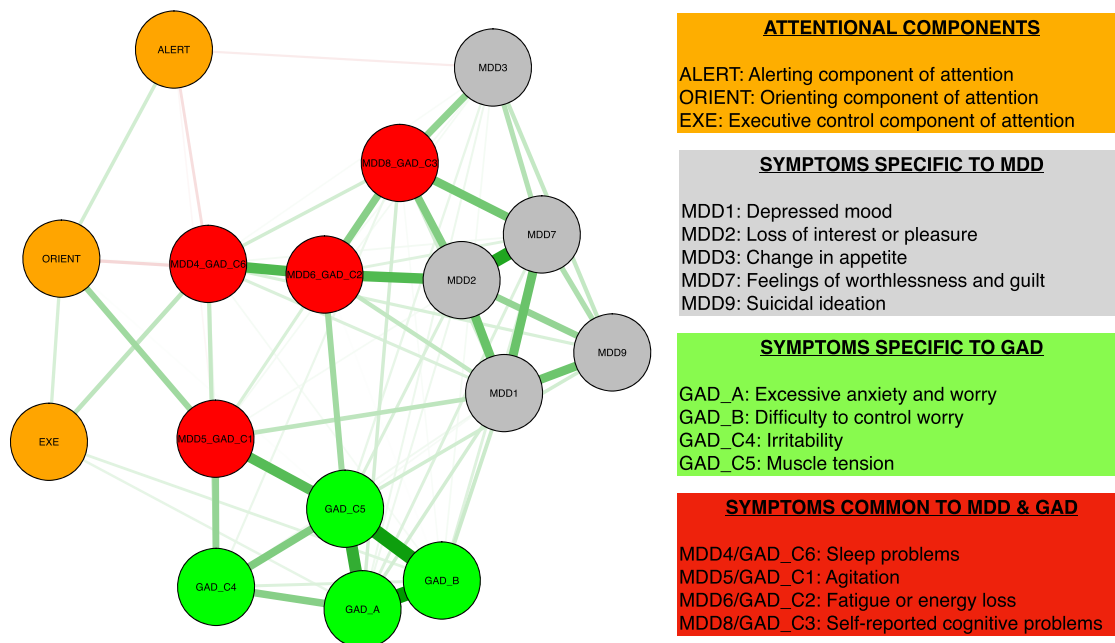 ALERT
MDD3
MDD8_GAD_C3
MDD7
ORIENT
MDD4_GAD_C6
MDD6_GAD_C2
MDD2
MDD9
MDD1
EXE
MDD5_GAD_C1
GAD_C5
GAD_C4
GAD_B
GAD_A
ATTENTIONAL COMPONENTS
ALERT: Alerting component of attention
ORIENT: Orienting component of attention
EXE: Executive control component of attention
SYMPTOMS SPECIFIC TO MDD
MDD1: Depressed mood
MDD2: Loss of interest or pleasure
MDD3: Change in appetite
MDD7: Feelings of worthlessness and guilt
MDD9: Suicidal ideation
SYMPTOMS SPECIFIC TO GAD
GAD_A: Excessive anxiety and worry
GAD_B: Difficulty to control worry
GAD_C4: Irritability
GAD_C5: Muscle tension
SYMPTOMS COMMON TO MDD & GAD
MDD4/GAD_C6: Sleep problems
MDD5/GAD_C1: Agitation
MDD6/GAD_C2: Fatigue or energy loss
MDD8/GAD_C3: Self-reported cognitive problems